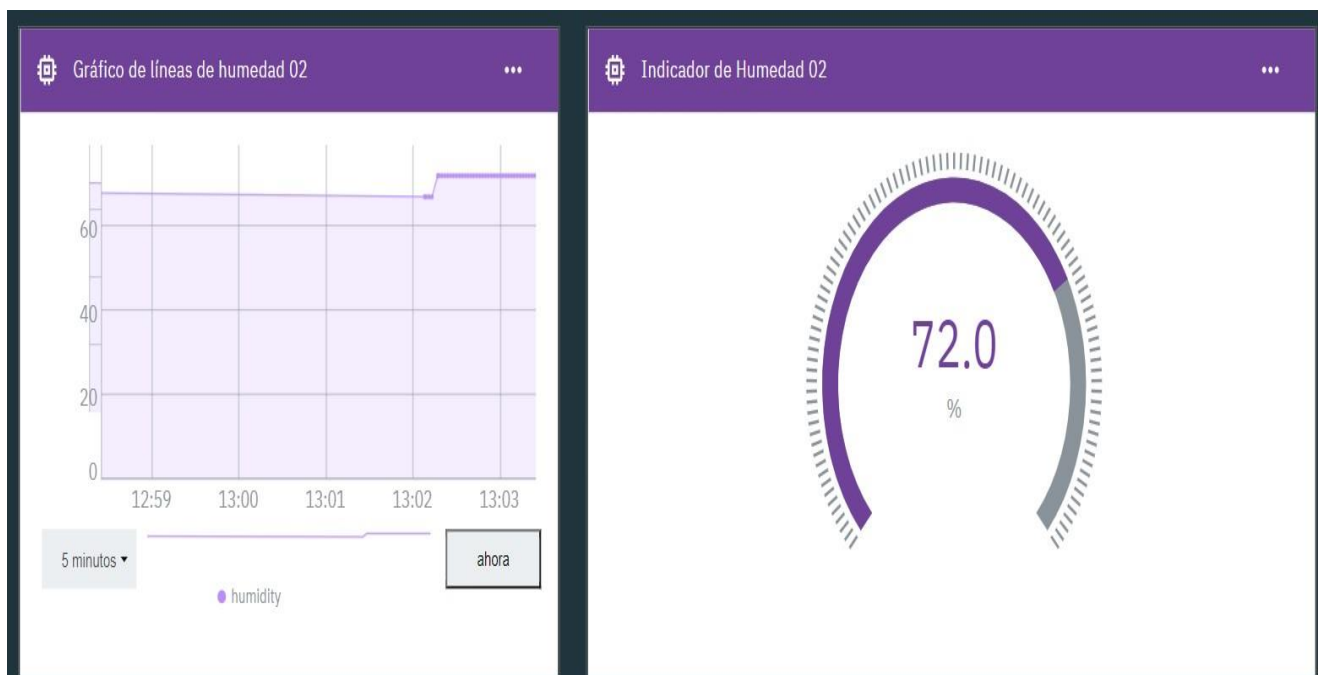 Gráfico de líneas de humedad 02
60
40
20
0
12:59 13:00 13:01 13:02 13:03
5 minutos
ahora
humidity
Indicador de Humedad 02
72.0
%